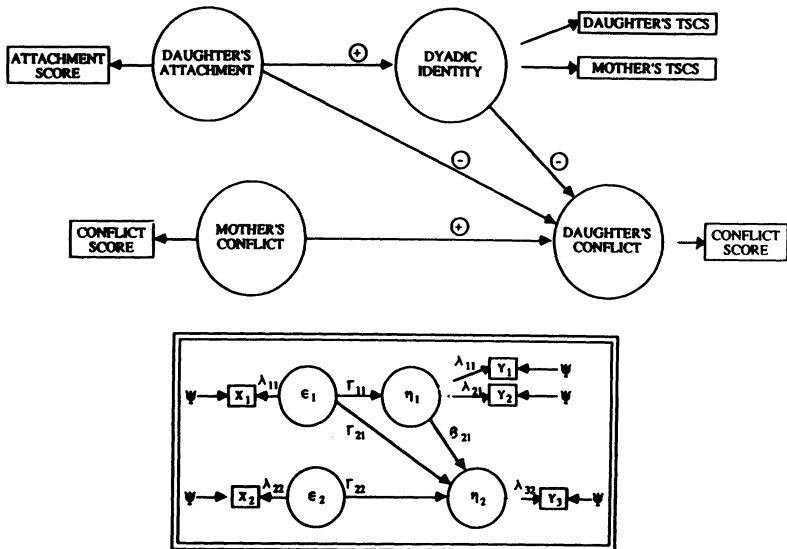 DAUGHTER'S TSCS
ATTACHMENT
SCORE
DAUGHTER'S
ATTACHMENT
+
DYADIC
IDENTITY
MOTHER'S TSCS
-
-
CONFLICT
SCORE
MOTHER'S
CONFLICT
+
DAUGHTER'S
CONFLICT
CONFLICT
SCORE
Ψ X₁ λ₁₁ ϵ₁ Γ₁₁ η₁ λ₁₁ Y₁ Ψ
λ₂₁ Y₂ Ψ
Γ₂₁ β₂₁
Ψ X₂ λ₂₂ ϵ₂ Γ₂₂ η₂ λ₃₂ Y₃ Ψ